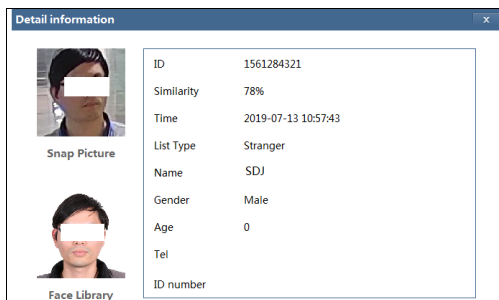 Detail information x
Snap Picture
Face Library
ID 1561284321
Similarity 78%
Time 2019-07-13 10:57:43
List Type Stranger
Name SDJ
Gender Male
Age 0
Tel
ID number